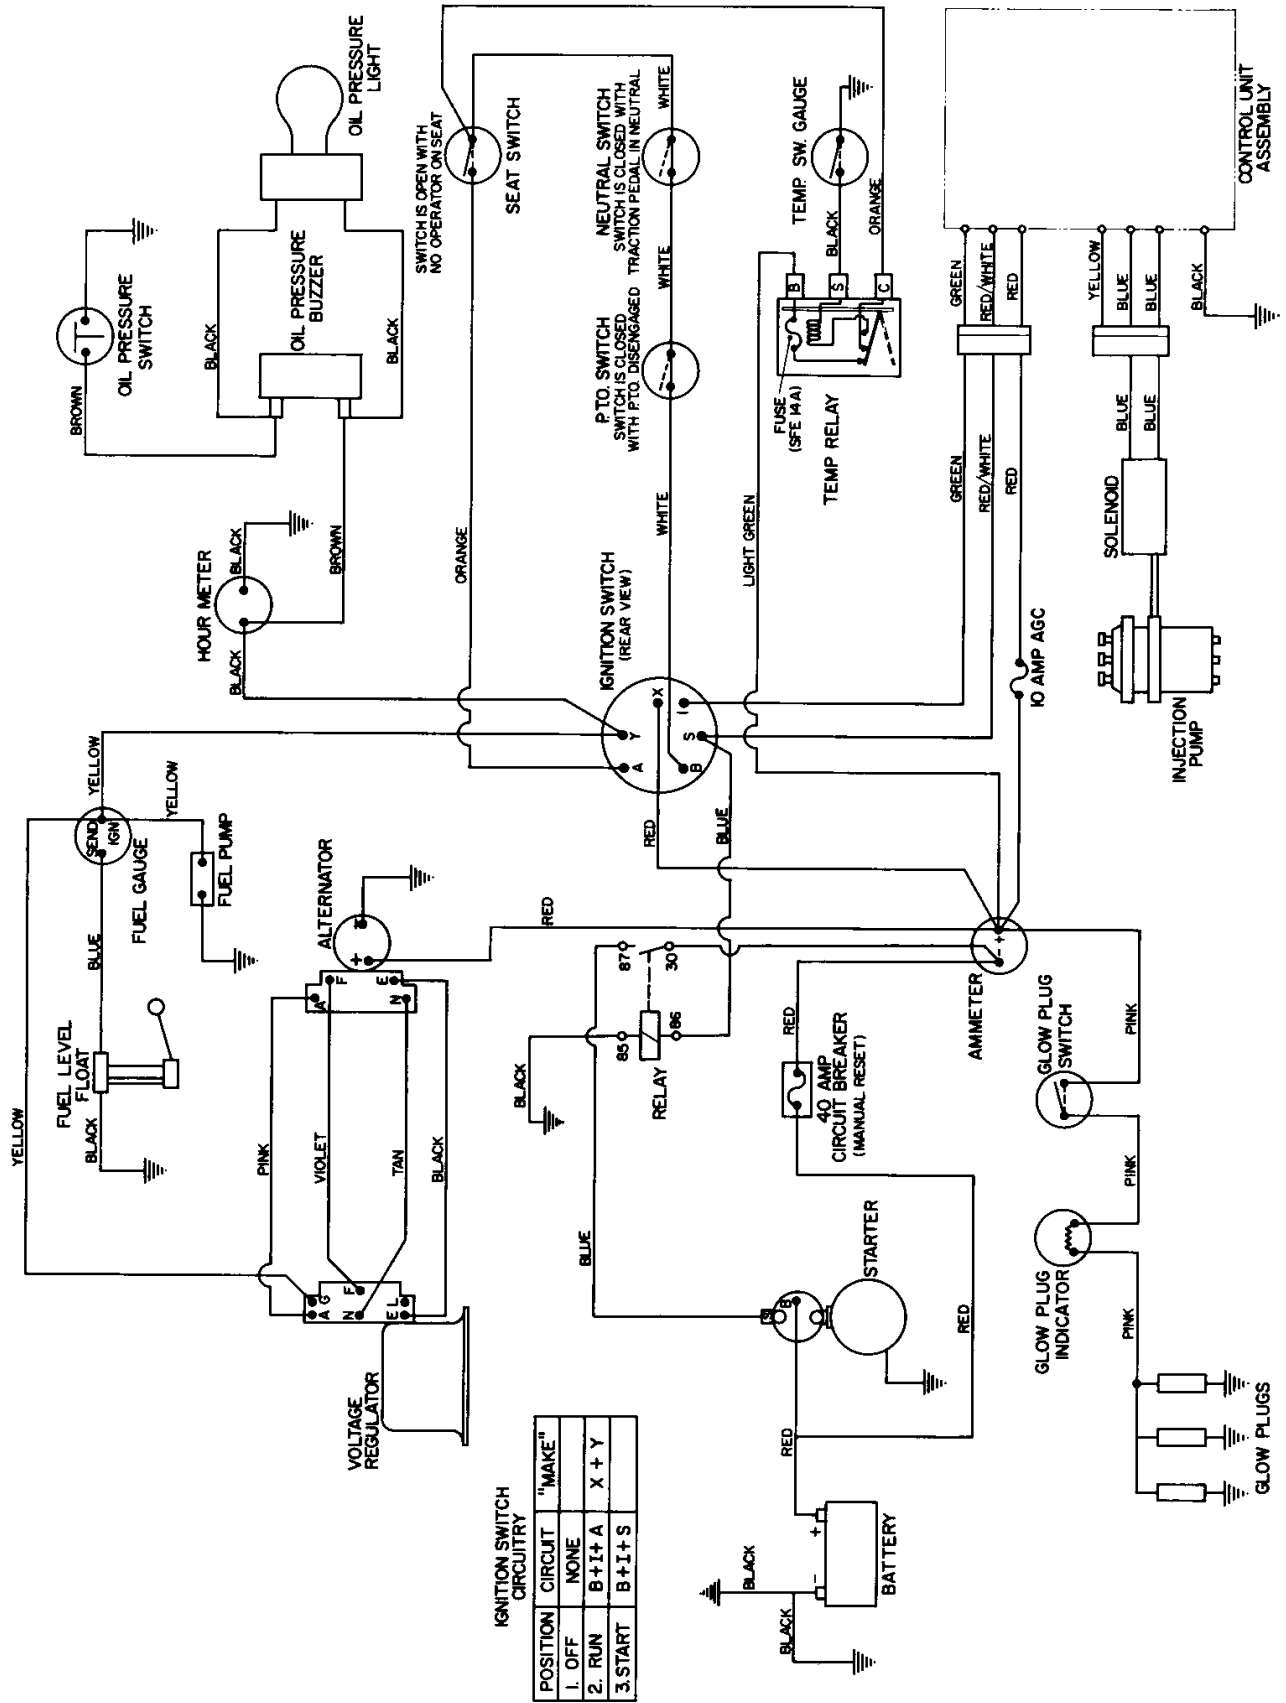 OIL PRESSURE
LIGHT
OIL PRESSURE
BUZZER
BLACK
BLACK
OIL PRESSURE
SWITCH
BROWN
BROWN
HOUR METER
BLACK
BLACK
SWITCH IS OPEN WITH
NO OPERATOR ON SEAT
SEAT SWITCH
ORANGE
NEUTRAL SWITCH
SWITCH IS CLOSED WITH
TRACTION PEDAL IN NEUTRAL
WHITE
WHITE
WHITE
P.T.O. SWITCH
SWITCH IS CLOSED
WITH P.T.O. DISENGAGED
TEMP. SW. GAUGE
BLACK
ORANGE
B
S
C
FUSE
(SFE 14A)
TEMP RELAY
LIGHT GREEN
CONTROL UNIT
ASSEMBLY
GREEN
RED/WHITE
RED
YELLOW
BLUE
BLUE
BLACK
GREEN
RED/WHITE
RED
BLUE
BLUE
SOLENOID
INJECTION
PUMP
10 AMP AGC
IGNITION SWITCH
(REAR VIEW)
X
Y
I
S
A
B
RED
BLUE
YELLOW
YELLOW
SEND
IGN
FUEL GAUGE
FUEL PUMP
BLUE
FUEL LEVEL
FLOAT
BLACK
YELLOW
ALTERNATOR
+
RED
A
F
E
N
PINK
VIOLET
TAN
BLACK
G
A
F
N
L
E
VOLTAGE
REGULATOR
87
30
85
86
RELAY
BLACK
BLUE
AMMETER
- +
RED
40 AMP
CIRCUIT BREAKER
(MANUAL RESET)
GLOW PLUG
SWITCH
PINK
PINK
PINK
GLOW PLUG
INDICATOR
GLOW PLUGS
S
B
STARTER
RED
RED
BATTERY
+
-
BLACK
BLACK
IGNITION SWITCH
CIRCUITRY
POSITION CIRCUIT "MAKE"
1. OFF NONE
2. RUN B+I+A X+Y
3. START B+I+S